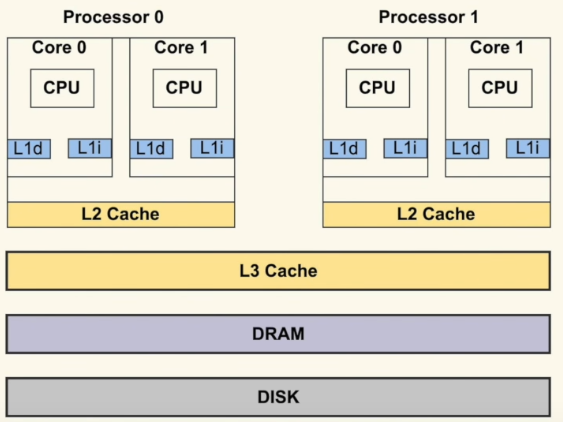 Processor 0 Processor 1
Core 0 Core 1 Core 0 Core 1
CPU CPU CPU CPU
L1d L1i L1d L1i L1d L1i L1d L1i
L2 Cache L2 Cache
L3 Cache
DRAM
DISK